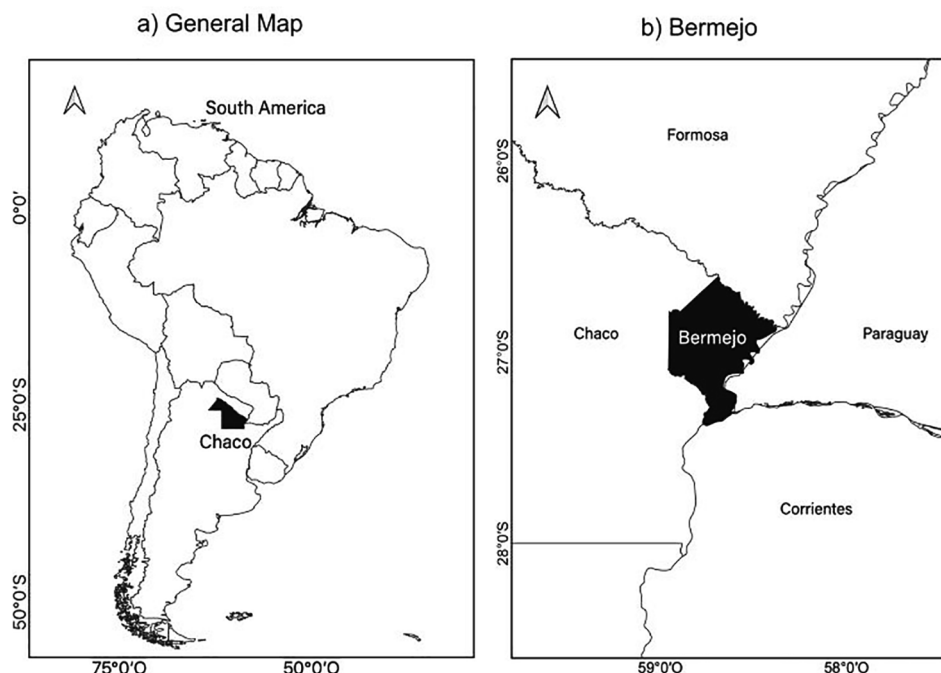 a) General Map
South America
Chaco
0°0'
25°0'S
50°0'S
75°0'O
50°0'O
b) Bermejo
Formosa
Chaco
Bermejo
Paraguay
Corrientes
26°0'S
27°0'S
28°0'S
59°0'O
58°0'O